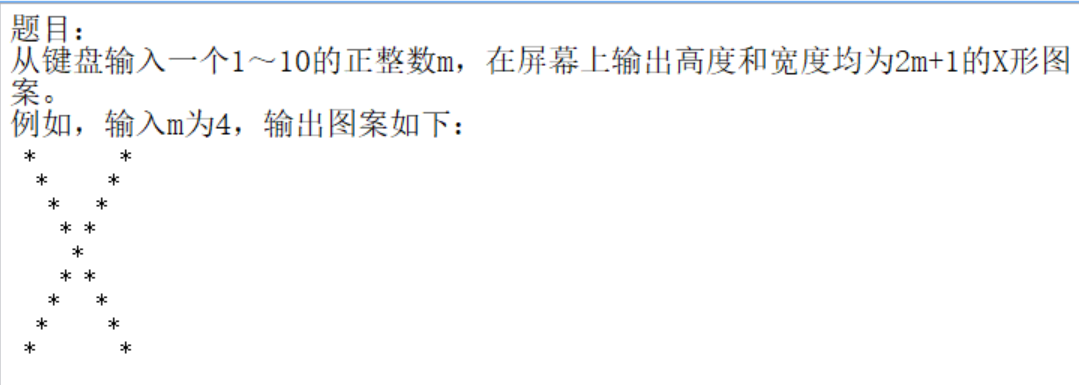 题目：
从键盘输入一个1～10的正整数m，在屏幕上输出高度和宽度均为2m+1的X形图
案。
例如，输入m为4，输出图案如下：
 *       *
  *     *
   *   *
    * *
     *
    * *
   *   *
  *     *
 *       *